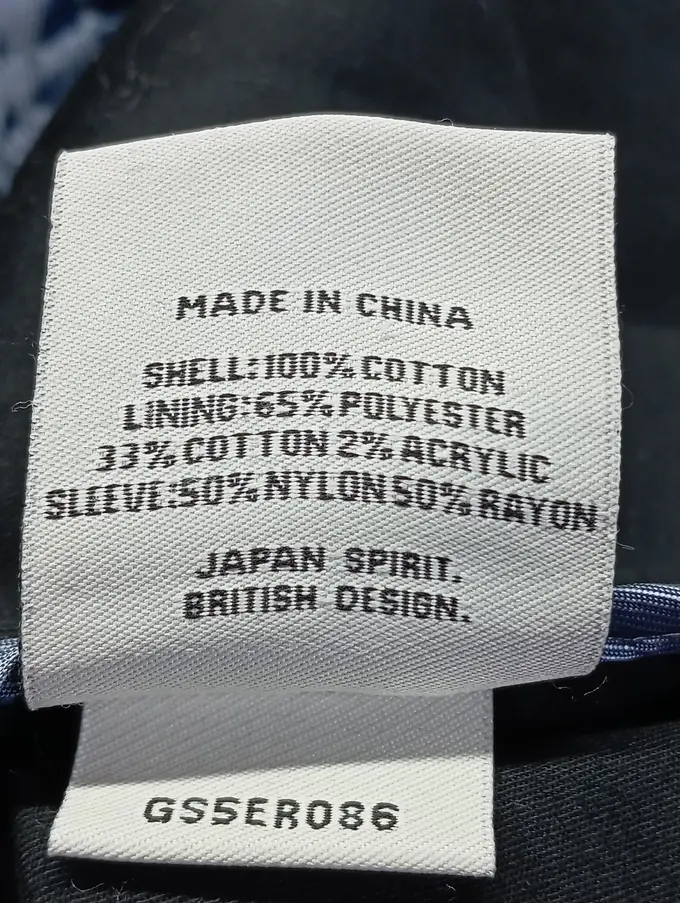 MADE IN CHINA
SHELL:100% COTTON
LINING:65% POLYESTER
33% COTTON 2% ACRYLIC
SLEEVE:50% NYLON 50% RAYON
JAPAN SPIRIT.
BRITISH DESIGN.
GS5ER086